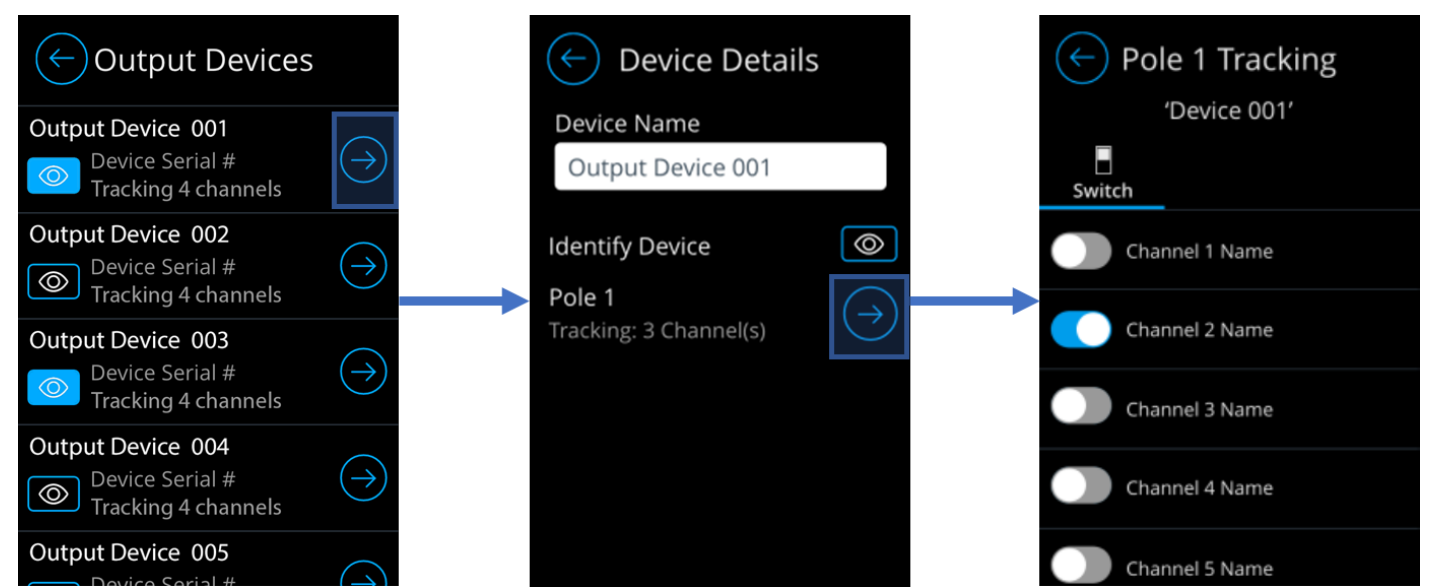 Output Devices
Output Device 001
Device Serial #
Tracking 4 channels
Output Device 002
Device Serial #
Tracking 4 channels
Output Device 003
Device Serial #
Tracking 4 channels
Output Device 004
Device Serial #
Tracking 4 channels
Output Device 005
Device Serial #
Device Details
Device Name
Output Device 001
Identify Device
Pole 1
Tracking: 3 Channel(s)
Pole 1 Tracking
‘Device 001’
Switch
Channel 1 Name
Channel 2 Name
Channel 3 Name
Channel 4 Name
Channel 5 Name